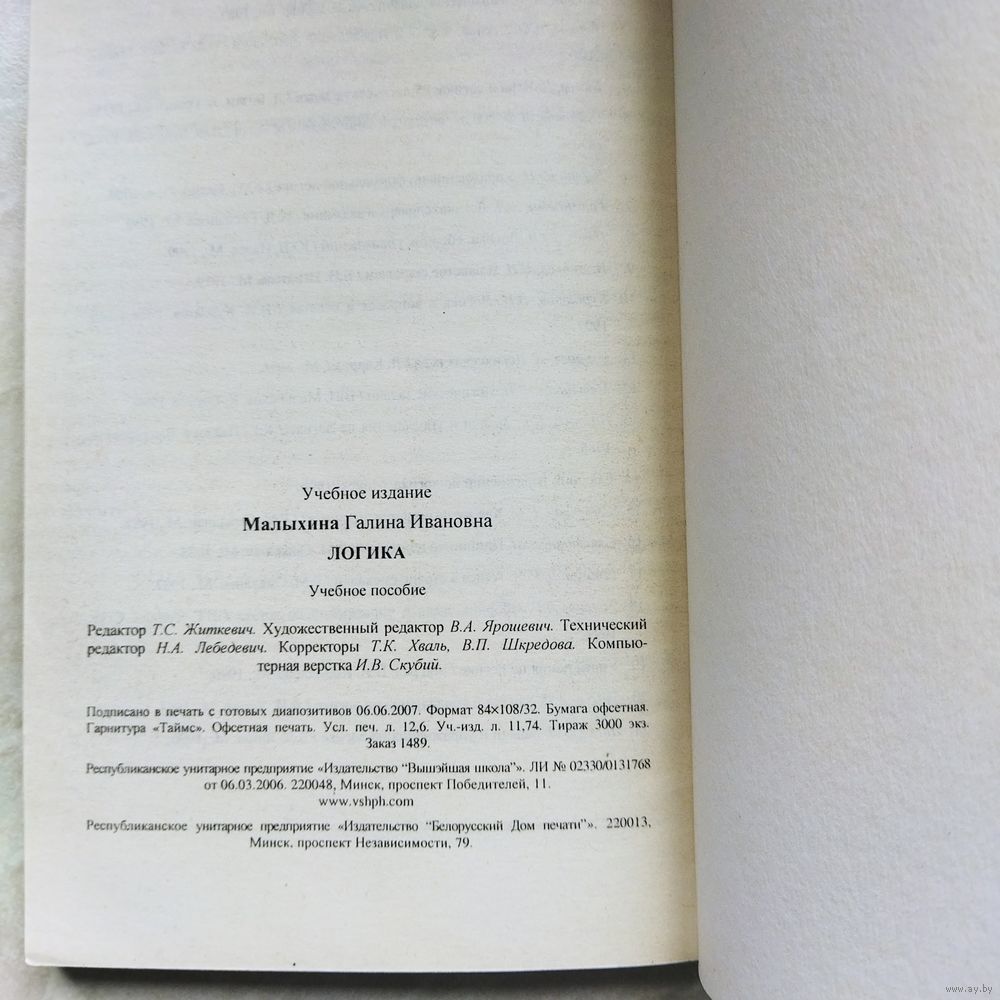 Учебное издание
Малыхина Галина Ивановна
ЛОГИКА
Учебное пособие
Редактор Т.С. Житкевич. Художественный редактор В.А. Ярошевич. Технический
редактор Н.А. Лебедевич. Корректоры Т.К. Хваль, В.П. Шкредова. Компью-
терная верстка И.В. Скубий.
Подписано в печать с готовых диапозитивов 06.06.2007. Формат 84×108/32. Бумага офсетная.
Гарнитура «Таймс». Офсетная печать. Усл. печ. л. 12,6. Уч.-изд. л. 11,74. Тираж 3000 экз.
Заказ 1489.
Республиканское унитарное предприятие «Издательство "Вышэйшая школа"». ЛИ № 02330/0131768
от 06.03.2006. 220048, Минск, проспект Победителей, 11.
www.vshph.com
Республиканское унитарное предприятие «Издательство "Белорусский Дом печати"». 220013,
Минск, проспект Независимости, 79.
www.ay.by